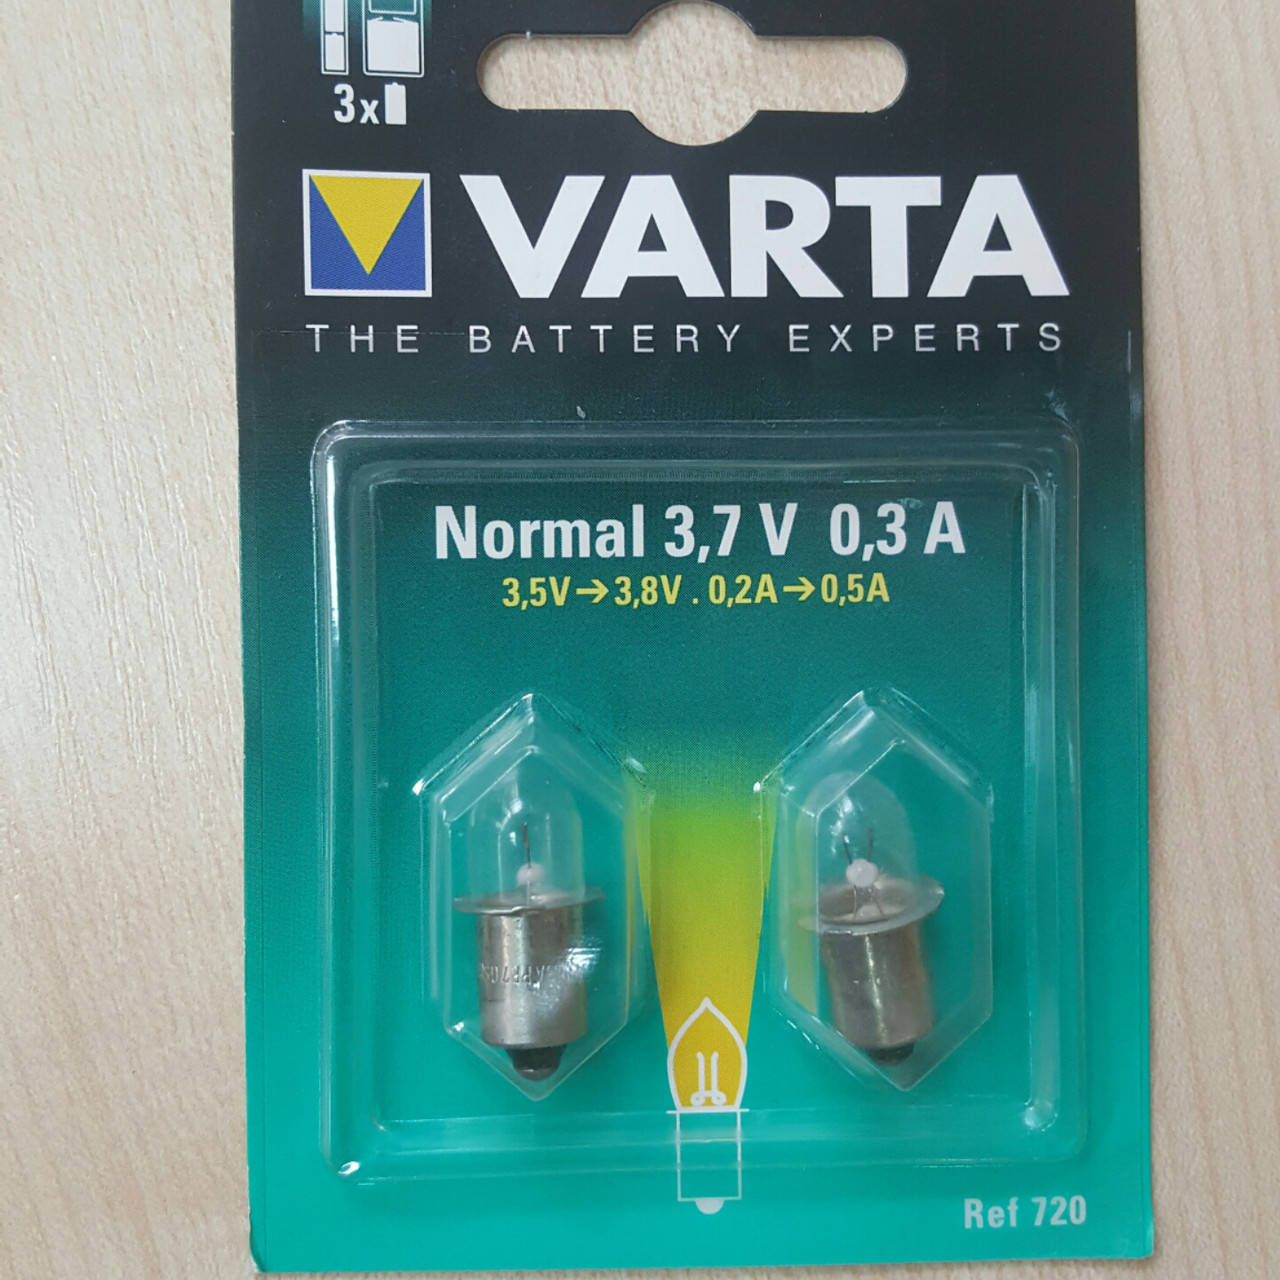 3x
VARTA
THE BATTERY EXPERTS
Normal 3,7 V 0,3 A
3,5V→3,8V . 0,2A→0,5A
Ref 720